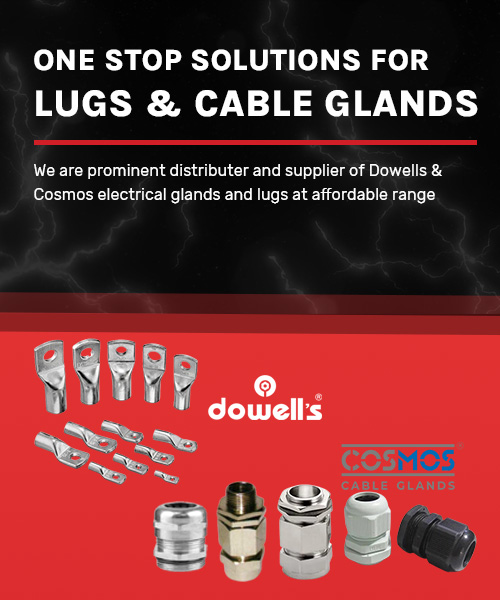 ONE STOP SOLUTIONS FOR
LUGS & CABLE GLANDS
We are prominent distributer and supplier of Dowells &
Cosmos electrical glands and lugs at affordable range
dowell's®
COSMOS
CABLE GLANDS